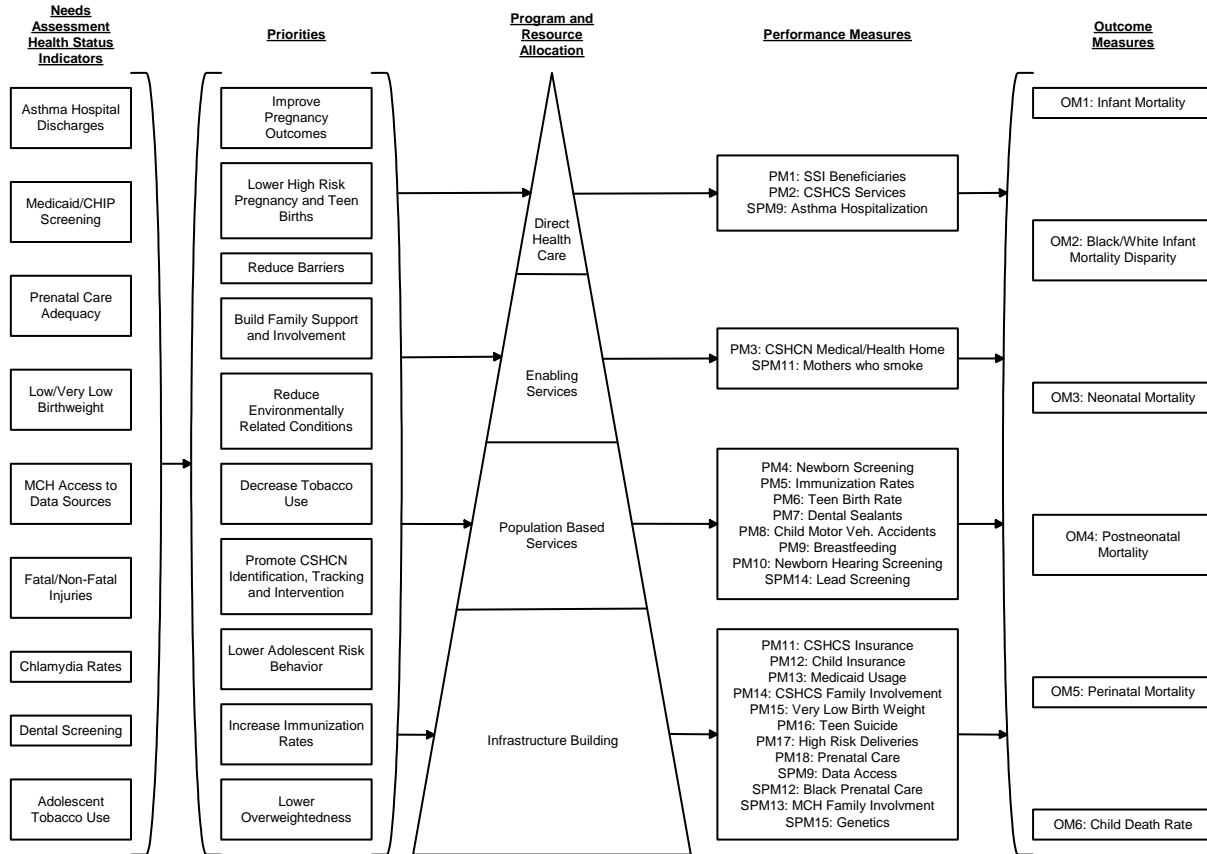 Needs
Assessment
Health Status
Indicators
Asthma Hospital
Discharges
Medicaid/CHIP
Screening
Prenatal Care
Adequacy
Low/Very Low
Birthweight
MCH Access to
Data Sources
Fatal/Non-Fatal
Injuries
Chlamydia Rates
Dental Screening
Adolescent
Tobacco Use
Priorities
Improve
Pregnancy
Outcomes
Lower High Risk
Pregnancy and Teen
Births
Reduce Barriers
Build Family Support
and Involvement
Reduce
Environmentally
Related Conditions
Decrease Tobacco
Use
Promote CSHCN
Identification, Tracking
and Intervention
Lower Adolescent Risk
Behavior
Increase Immunization
Rates
Lower
Overweightedness
Program and
Resource
Allocation
Direct
Health
Care
Enabling
Services
Population Based
Services
Infrastructure Building
Performance Measures
PM1: SSI Beneficiaries
PM2: CSHCS Services
SPM9: Asthma Hospitalization
PM3: CSHCN Medical/Health Home
SPM11: Mothers who smoke
PM4: Newborn Screening
PM5: Immunization Rates
PM6: Teen Birth Rate
PM7: Dental Sealants
PM8: Child Motor Veh. Accidents
PM9: Breastfeeding
PM10: Newborn Hearing Screening
SPM14: Lead Screening
PM11: CSHCS Insurance
PM12: Child Insurance
PM13: Medicaid Usage
PM14: CSHCS Family Involvement
PM15: Very Low Birth Weight
PM16: Teen Suicide
PM17: High Risk Deliveries
PM18: Prenatal Care
SPM9: Data Access
SPM12: Black Prenatal Care
SPM13: MCH Family Involvment
SPM15: Genetics
Outcome
Measures
OM1: Infant Mortality
OM2: Black/White Infant
Mortality Disparity
OM3: Neonatal Mortality
OM4: Postneonatal
Mortality
OM5: Perinatal Mortality
OM6: Child Death Rate